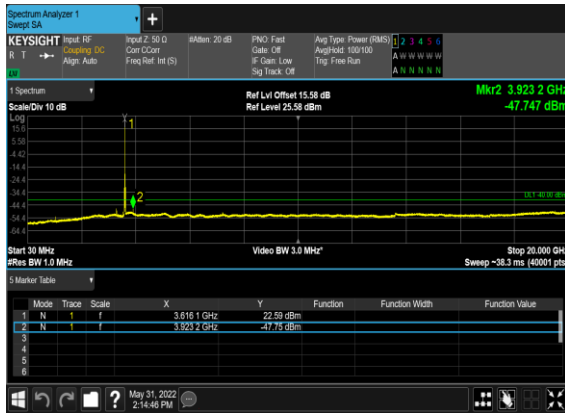 Spectrum Analyzer 1
Swept SA
+
KEYSIGHT Input: RF Input Z: 50 Ω #Atten: 20 dB PNO: Fast Avg Type: Power (RMS) 1 2 3 4 5 6
R T Coupling: DC Corr CCorr Gate: Off Avg|Hold: 100/100 A W W W W W
Align: Auto Freq Ref: Int (S) IF Gain: Low Trig: Free Run
Sig Track: Off A N N N N N
LXI
1 Spectrum Ref Lvl Offset 15.58 dB Mkr2 3.923 2 GHz
Scale/Div 10 dB Ref Level 25.58 dBm -47.747 dBm
Log
15.6
5.58
-4.42
-14.4
-24.4
-34.4
-44.4
-54.4
-64.4
1
2
DL1 -40.00 dBm
Start 30 MHz Video BW 3.0 MHz* Stop 20.000 GHz
#Res BW 1.0 MHz Sweep ~38.3 ms (40001 pts)
5 Marker Table
Mode Trace Scale X Y Function Function Width Function Value
1 N 1 f 3.616 1 GHz 22.59 dBm
2 N 1 f 3.923 2 GHz -47.75 dBm
3
4
5
6
? May 31, 2022
2:14:46 PM